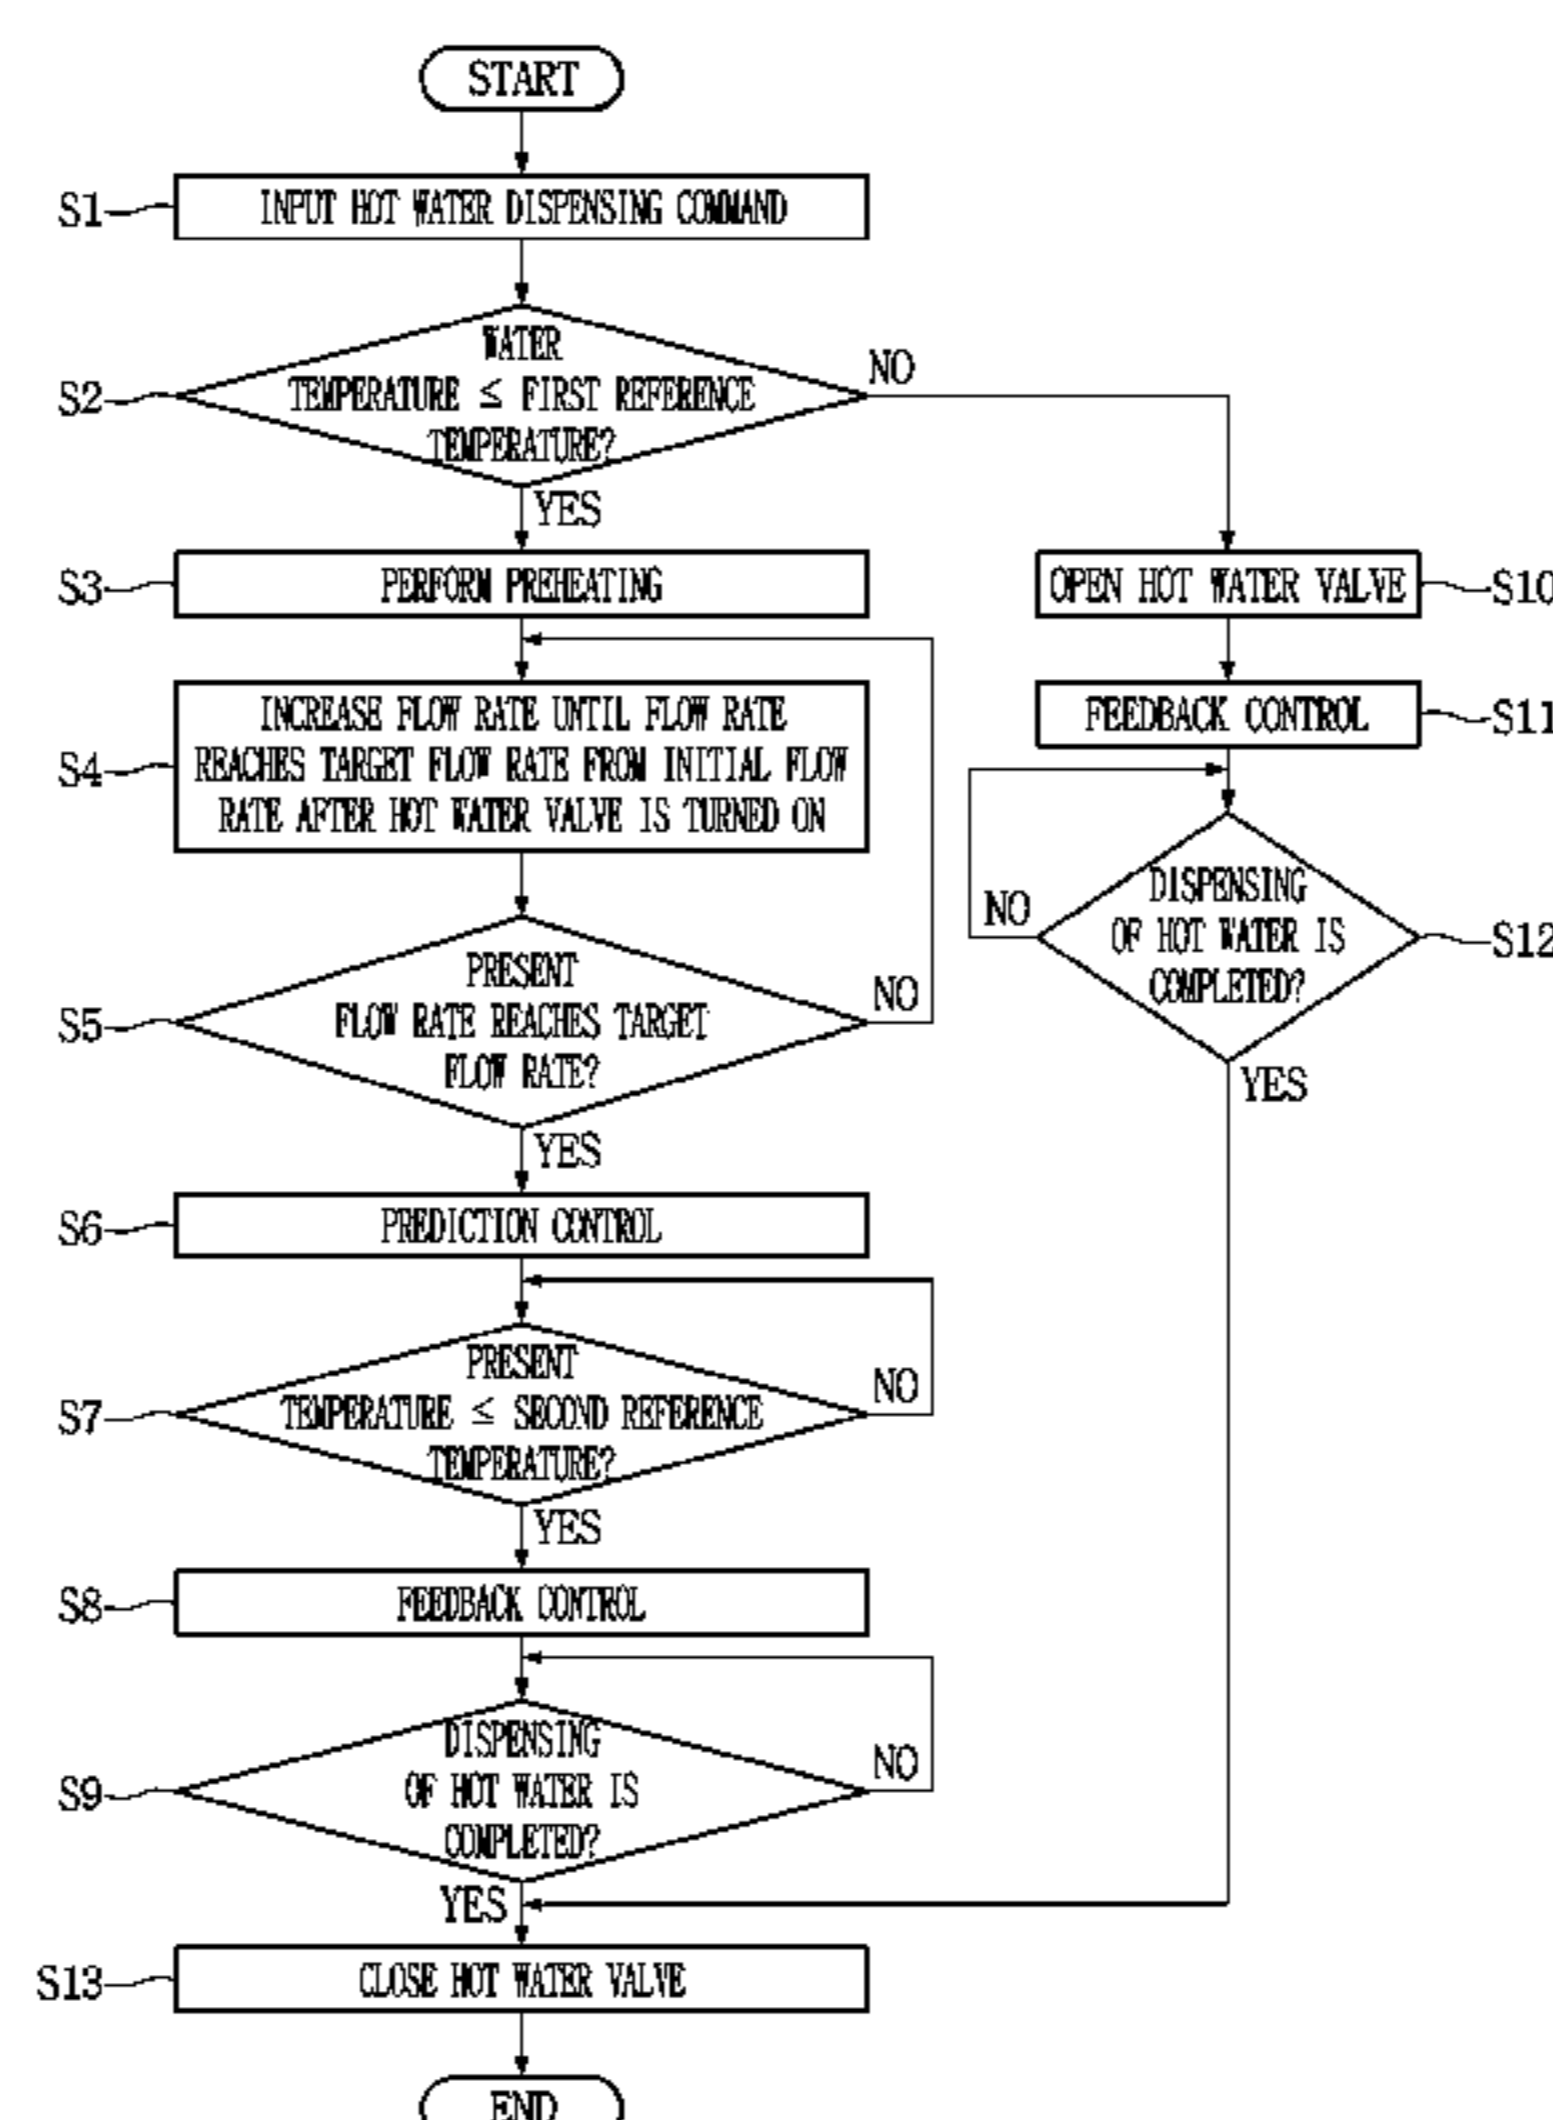 START
S1
INPUT HOT WATER DISPENSING COMMAND
S2
WATER
TEMPERATURE ≤ FIRST REFERENCE
TEMPERATURE?
NO
YES
S3
PERFORM PREHEATING
OPEN HOT WATER VALVE
S10
S4
INCREASE FLOW RATE UNTIL FLOW RATE
REACHES TARGET FLOW RATE FROM INITIAL FLOW
RATE AFTER HOT WATER VALVE IS TURNED ON
FEEDBACK CONTROL
S11
DISPENSING
OF HOT WATER IS
COMPLETED?
NO
S12
YES
S5
PRESENT
FLOW RATE REACHES TARGET
FLOW RATE?
NO
YES
S6
PREDICTION CONTROL
S7
PRESENT
TEMPERATURE ≤ SECOND REFERENCE
TEMPERATURE?
NO
YES
S8
FEEDBACK CONTROL
S9
DISPENSING
OF HOT WATER IS
COMPLETED?
NO
YES
S13
CLOSE HOT WATER VALVE
END